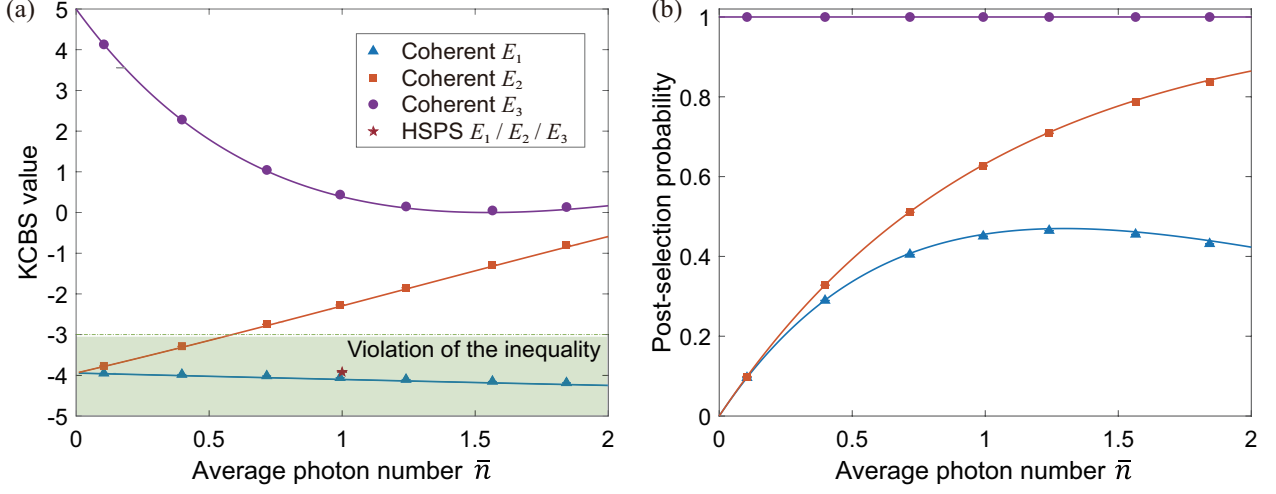 (a)
KCBS value
5
4
3
2
1
0
-1
-2
-3
-4
-5
Coherent E1
Coherent E2
Coherent E3
HSPS E1 / E2 / E3
Violation of the inequality
0
0.5
1
1.5
2
Average photon number n̅
(b)
Post-selection probability
1
0.8
0.6
0.4
0.2
0
0
0.5
1
1.5
2
Average photon number n̅